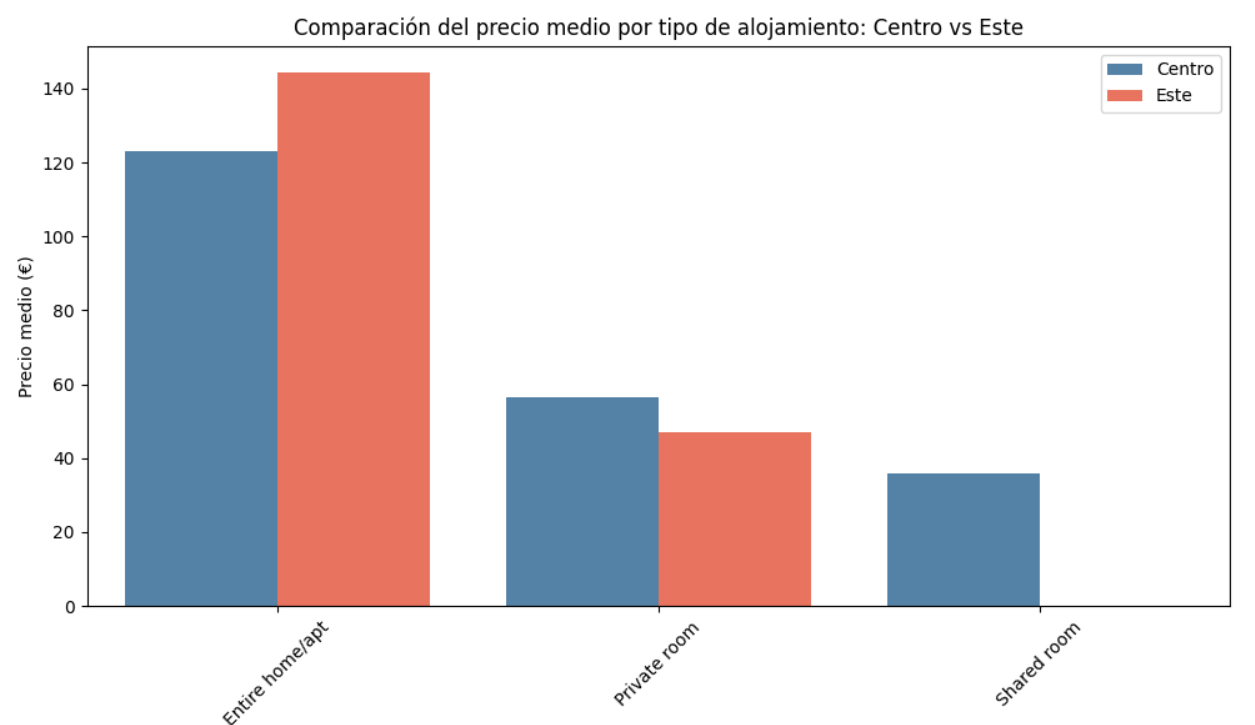 Comparación del precio medio por tipo de alojamiento: Centro vs Este
Centro
Este
Precio medio (€)
140
120
100
80
60
40
20
0
Entire home/apt
Private room
Shared room